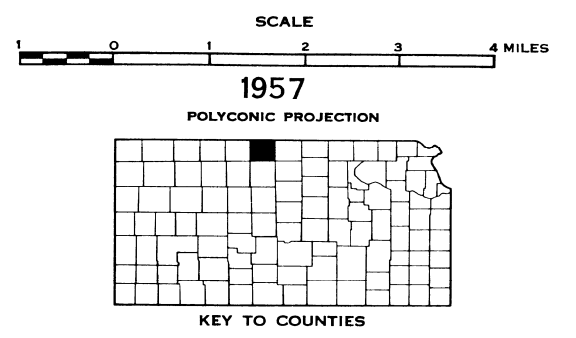 SCALE
1 0 1 2 3 4 MILES
1957
POLYCONIC PROJECTION
KEY TO COUNTIES